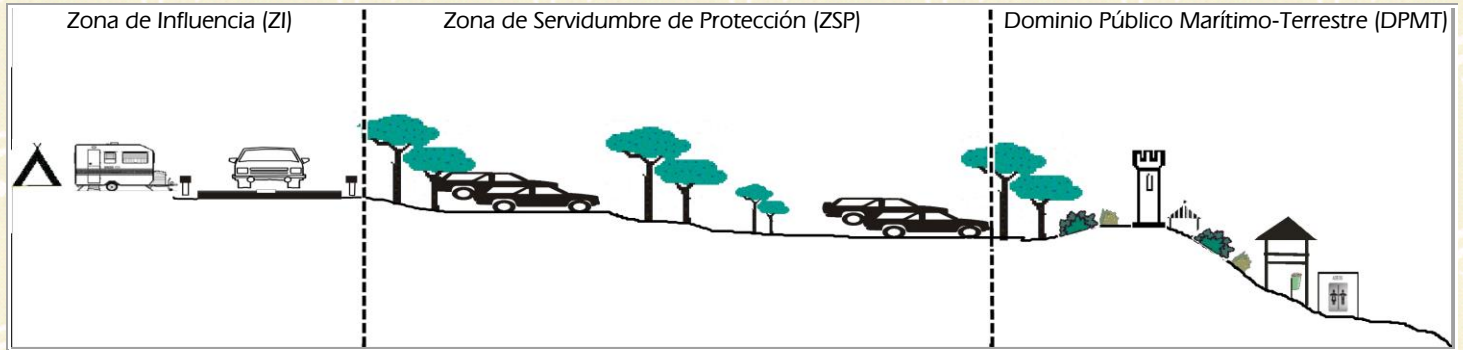 Zona de Influencia (ZI)
Zona de Servidumbre de Protección (ZSP)
Dominio Público Marítimo-Terrestre (DPMT)